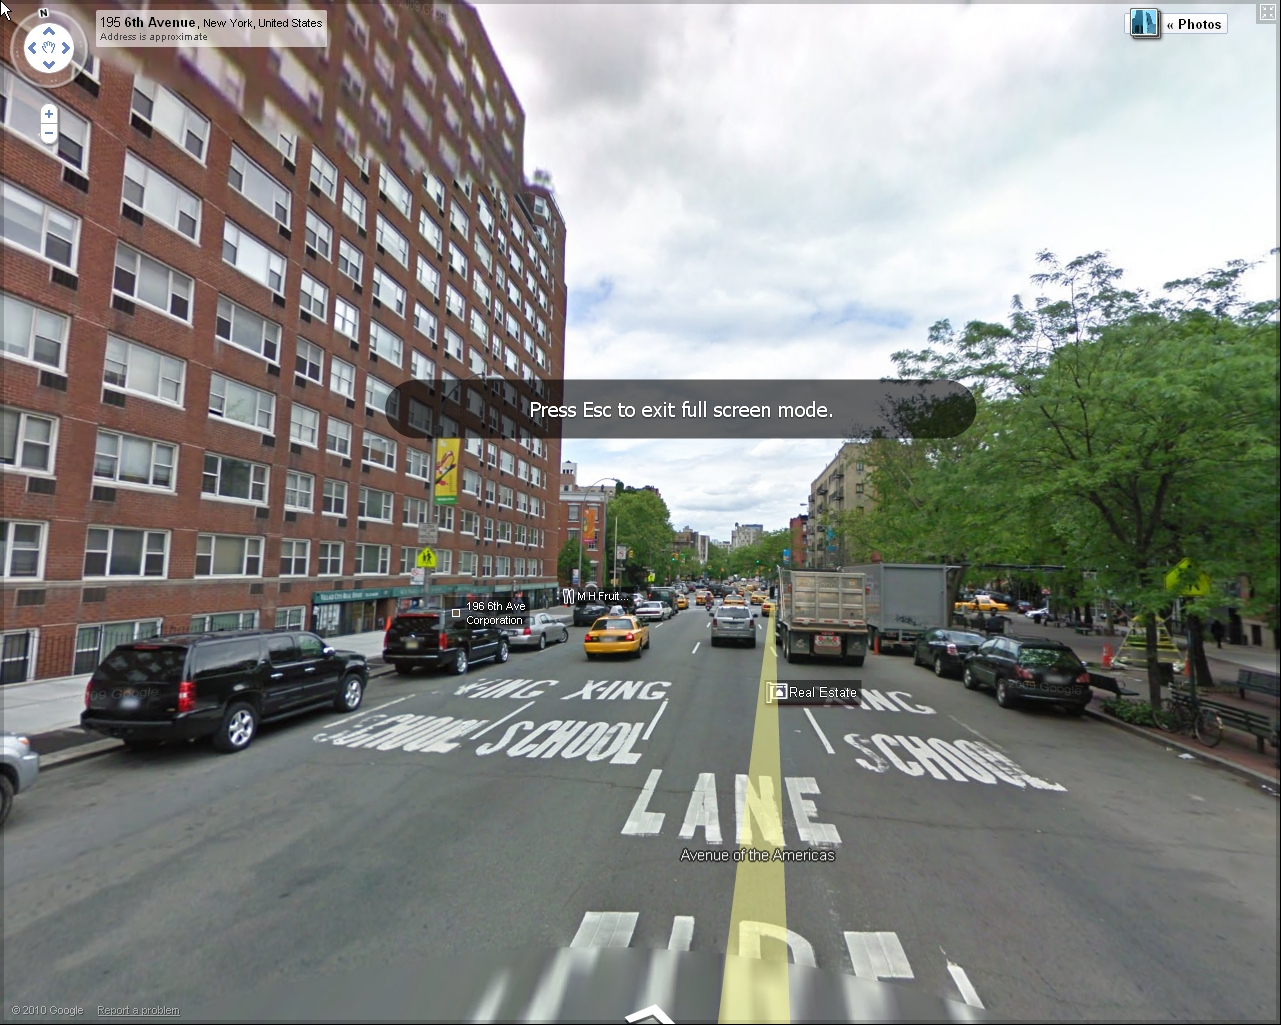 N
195 6th Avenue, New York, United States
Address is approximate
« Photos
Press Esc to exit full screen mode.
M H Fruit...
196 6th Ave
Corporation
Real Estate
X-ING X-ING
SCHOOL SCHOOL
SCHOOL
LANE
Avenue of the Americas
© 2010 Google
Report a problem